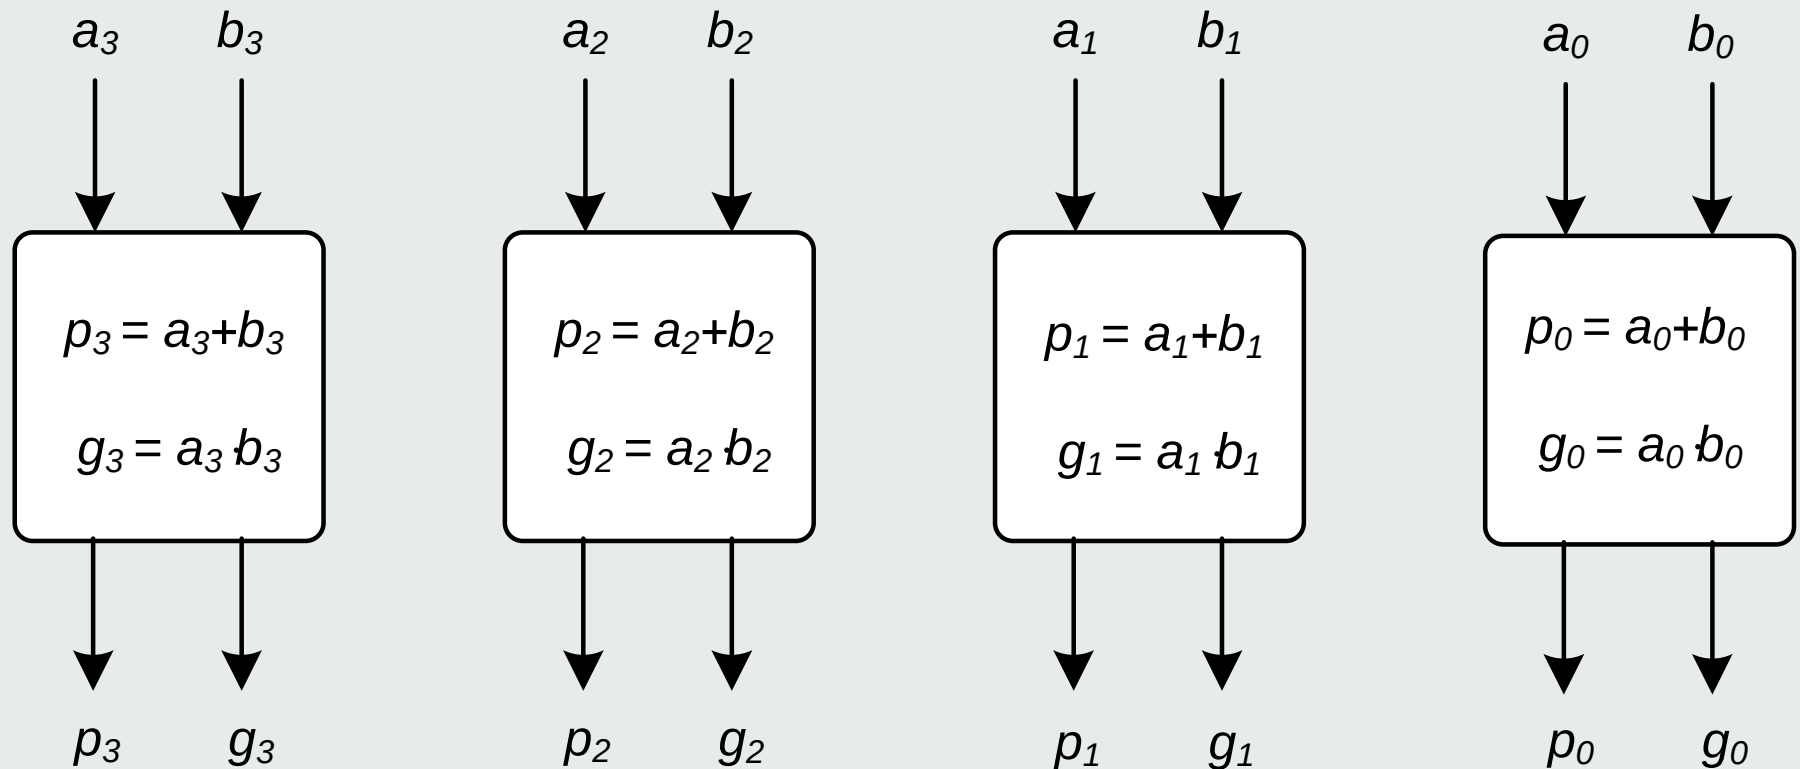 a₃ b₃ a₂ b₂ a₁ b₁ a₀ b₀
p₃ = a₃+b₃ p₂ = a₂+b₂ p₁ = a₁+b₁ p₀ = a₀+b₀
g₃ = a₃·b₃ g₂ = a₂·b₂ g₁ = a₁·b₁ g₀ = a₀·b₀
p₃ g₃ p₂ g₂ p₁ g₁ p₀ g₀